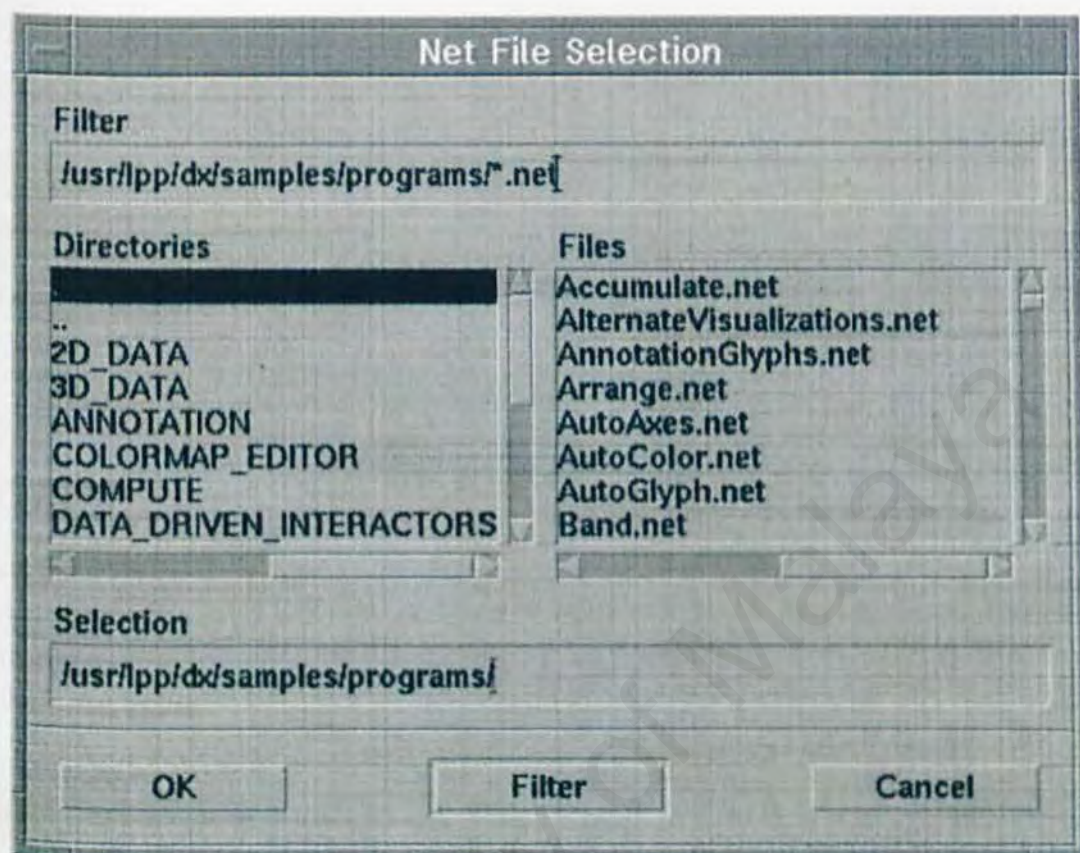 Net File Selection
Filter
/usr/lpp/dx/samples/programs/*.net
Directories
..
2D_DATA
3D_DATA
ANNOTATION
COLORMAP_EDITOR
COMPUTE
DATA_DRIVEN_INTERACTORS
Files
Accumulate.net
AlternateVisualizations.net
AnnotationGlyphs.net
Arrange.net
AutoAxes.net
AutoColor.net
AutoGlyph.net
Band.net
Selection
/usr/lpp/dx/samples/programs/
OK
Filter
Cancel
Malaya